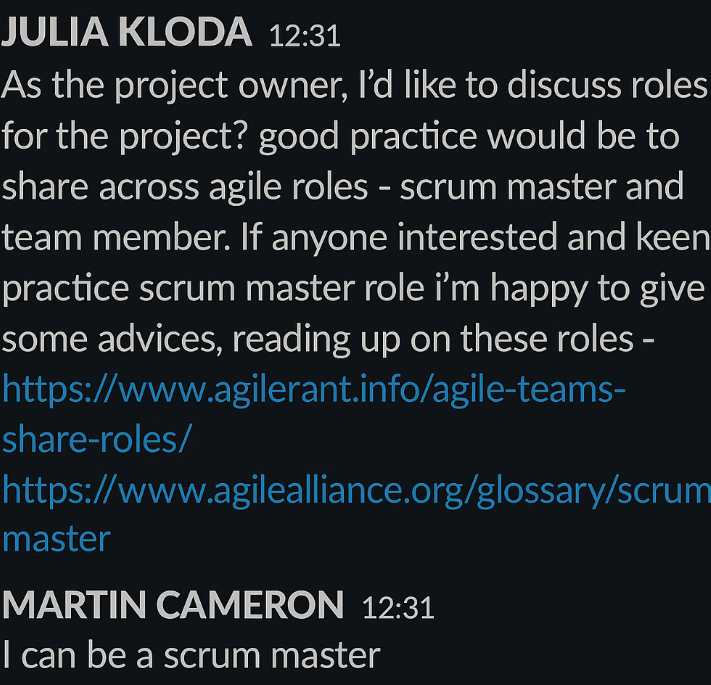 JULIA KLODA 12:31
As the project owner, I’d like to discuss roles
for the project? good practice would be to
share across agile roles - scrum master and
team member. If anyone interested and keen
practice scrum master role i’m happy to give
some advices, reading up on these roles -
https://www.agilerant.info/agile-teams-
share-roles/
https://www.agilealliance.org/glossary/scrum
master
MARTIN CAMERON 12:31
I can be a scrum master